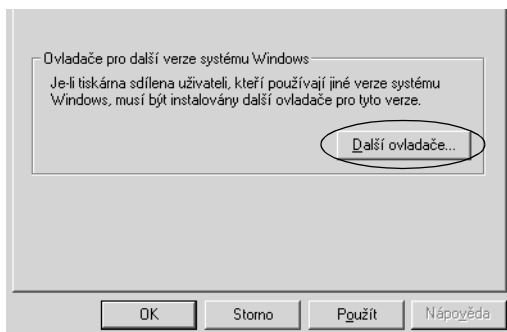 Ovladače pro další verze systému Windows
Je-li tiskárna sdílena uživateli, kteří používají jiné verze systému
Windows, musí být instalovány další ovladače pro tyto verze.
Další ovladače...
OK Storno Použít Nápověda